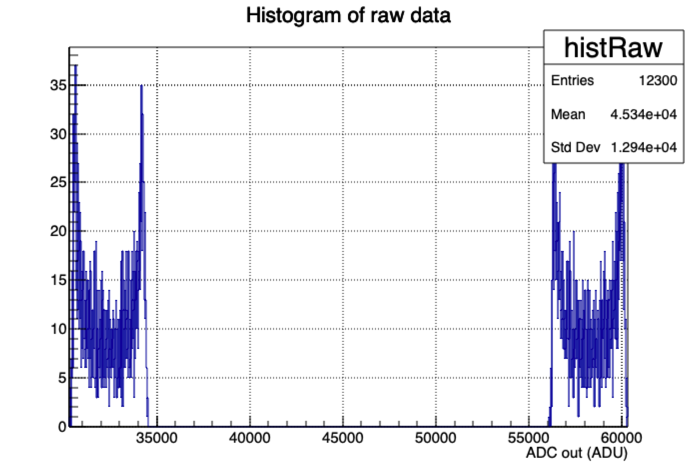 Histogram of raw data
histRaw
Entries 12300
Mean 4.534e+04
Std Dev 1.294e+04
35
30
25
20
15
10
5
0
35000 40000 45000 50000 55000 60000
ADC out (ADU)